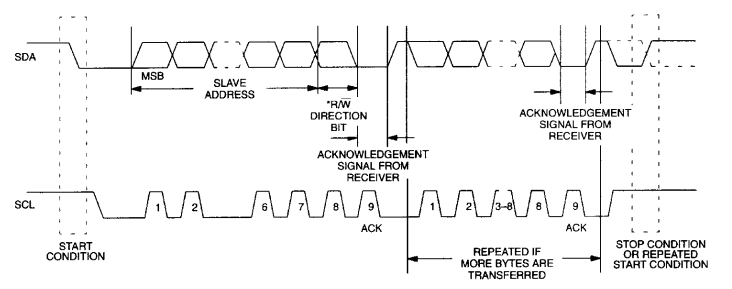 SDA
MSB
SLAVE
ADDRESS
*R/W̅
DIRECTION
BIT
ACKNOWLEDGEMENT
SIGNAL FROM
RECEIVER
ACKNOWLEDGEMENT
SIGNAL FROM
RECEIVER
SCL
1 2 6 7 8 9 1 2 3–8 8 9
ACK
ACK
START
CONDITION
REPEATED IF
MORE BYTES ARE
TRANSFERRED
STOP CONDITION
OR REPEATED
START CONDITION